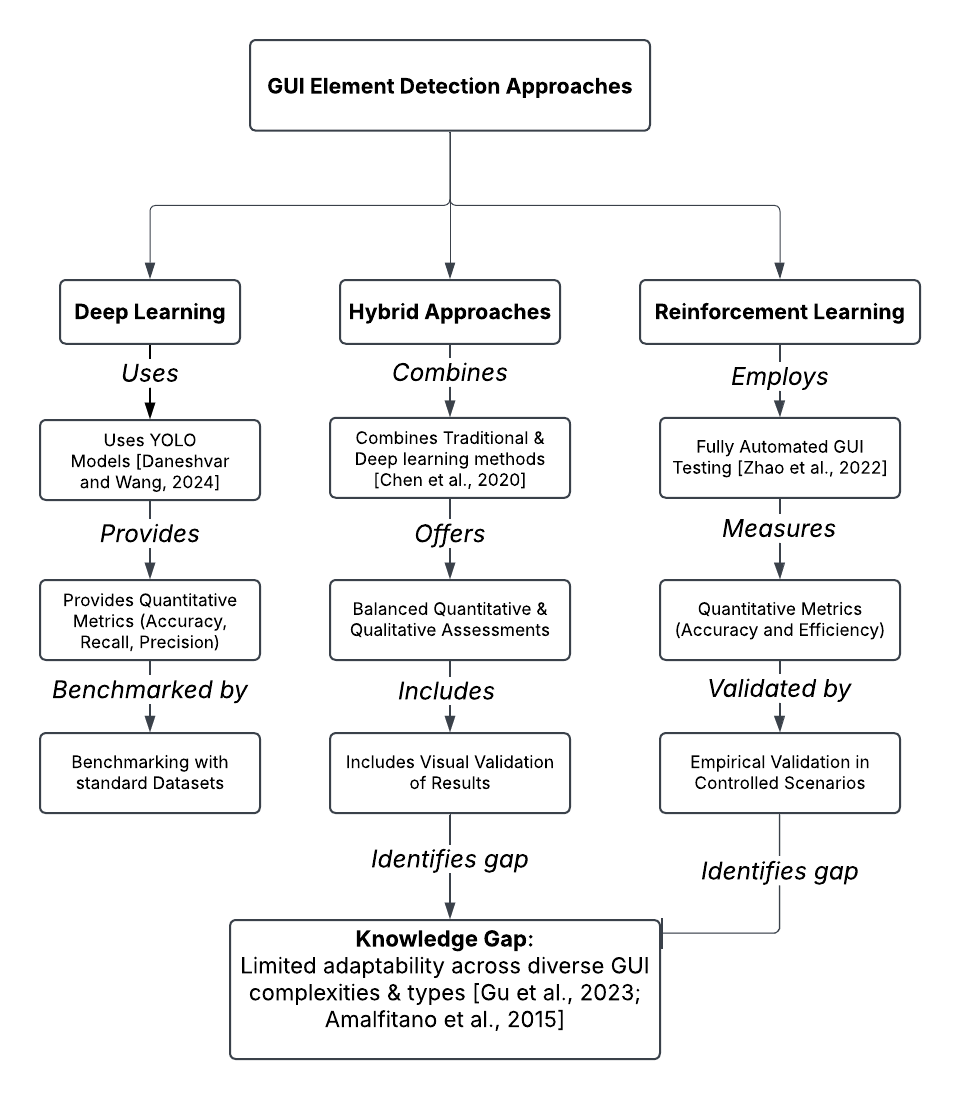 GUI Element Detection Approaches
Deep Learning
Hybrid Approaches
Reinforcement Learning
Uses
Combines
Employs
Uses YOLO
Models [Daneshvar
and Wang, 2024]
Combines Traditional &
Deep learning methods
[Chen et al., 2020]
Fully Automated GUI
Testing [Zhao et al., 2022]
Provides
Offers
Measures
Provides Quantitative
Metrics (Accuracy,
Recall, Precision)
Balanced Quantitative &
Qualitative Assessments
Quantitative Metrics
(Accuracy and Efficiency)
Benchmarked by
Includes
Validated by
Benchmarking with
standard Datasets
Includes Visual Validation
of Results
Empirical Validation in
Controlled Scenarios
Identifies gap
Identifies gap
Knowledge Gap:
Limited adaptability across diverse GUI
complexities & types [Gu et al., 2023;
Amalfitano et al., 2015]